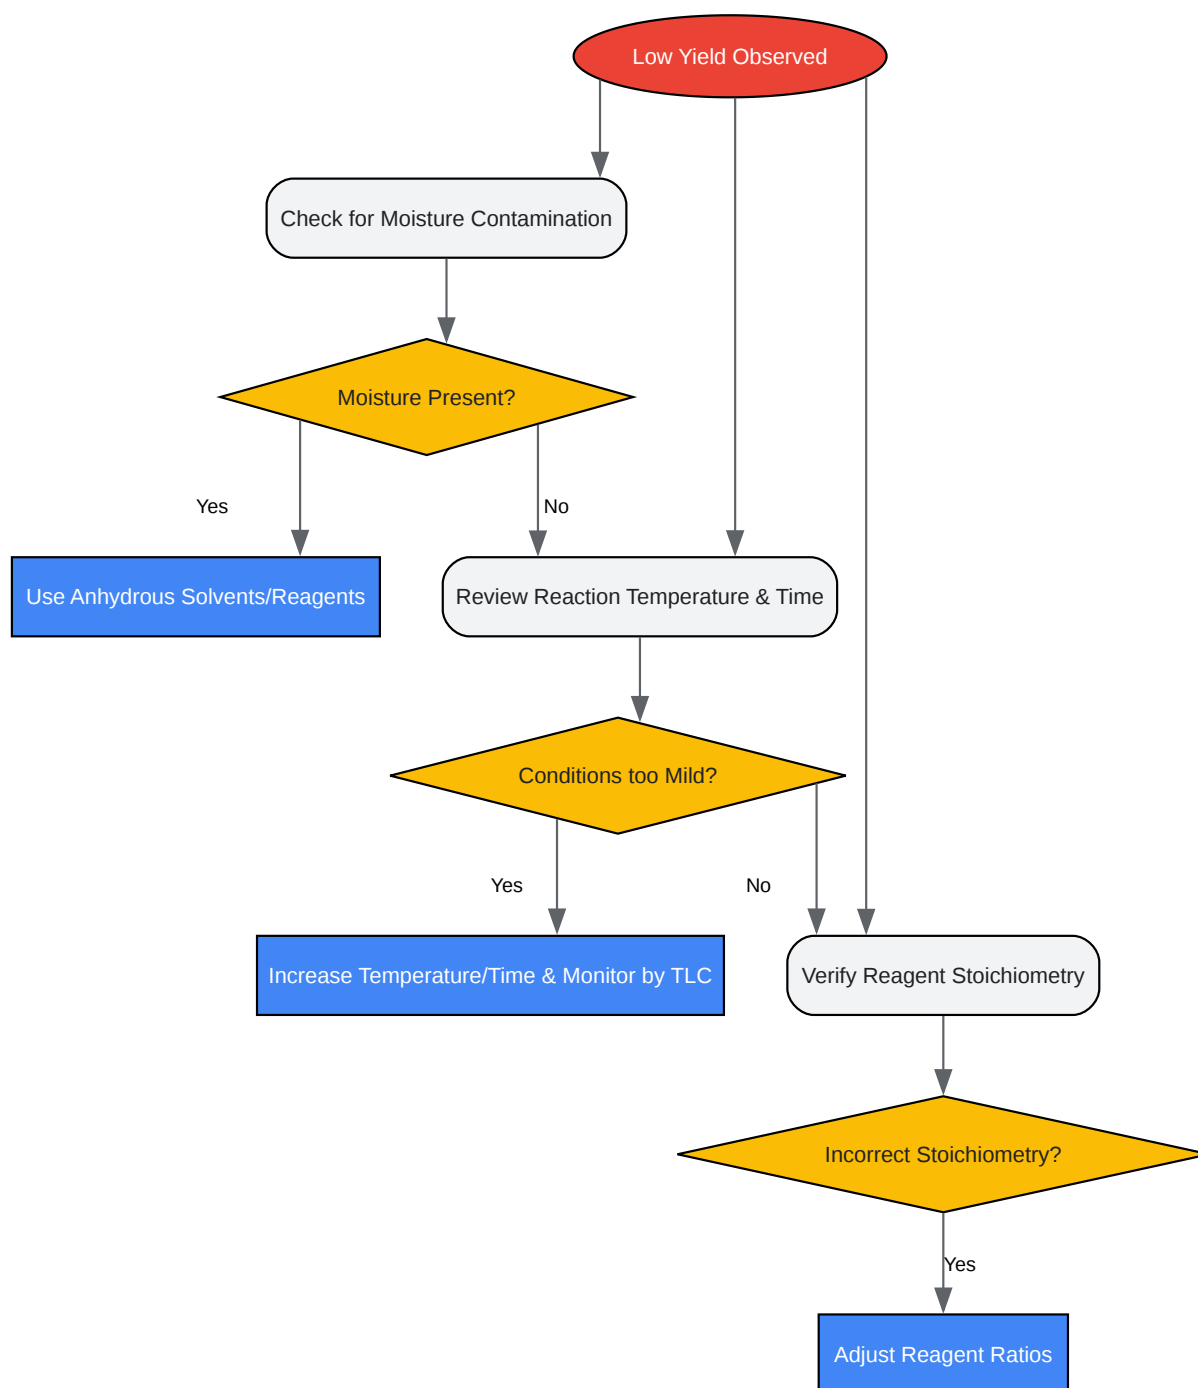 Low Yield Observed
Check for Moisture Contamination
Moisture Present?
Yes
No
Use Anhydrous Solvents/Reagents
Review Reaction Temperature & Time
Conditions too Mild?
Yes
No
Increase Temperature/Time & Monitor by TLC
Verify Reagent Stoichiometry
Incorrect Stoichiometry?
Yes
Adjust Reagent Ratios